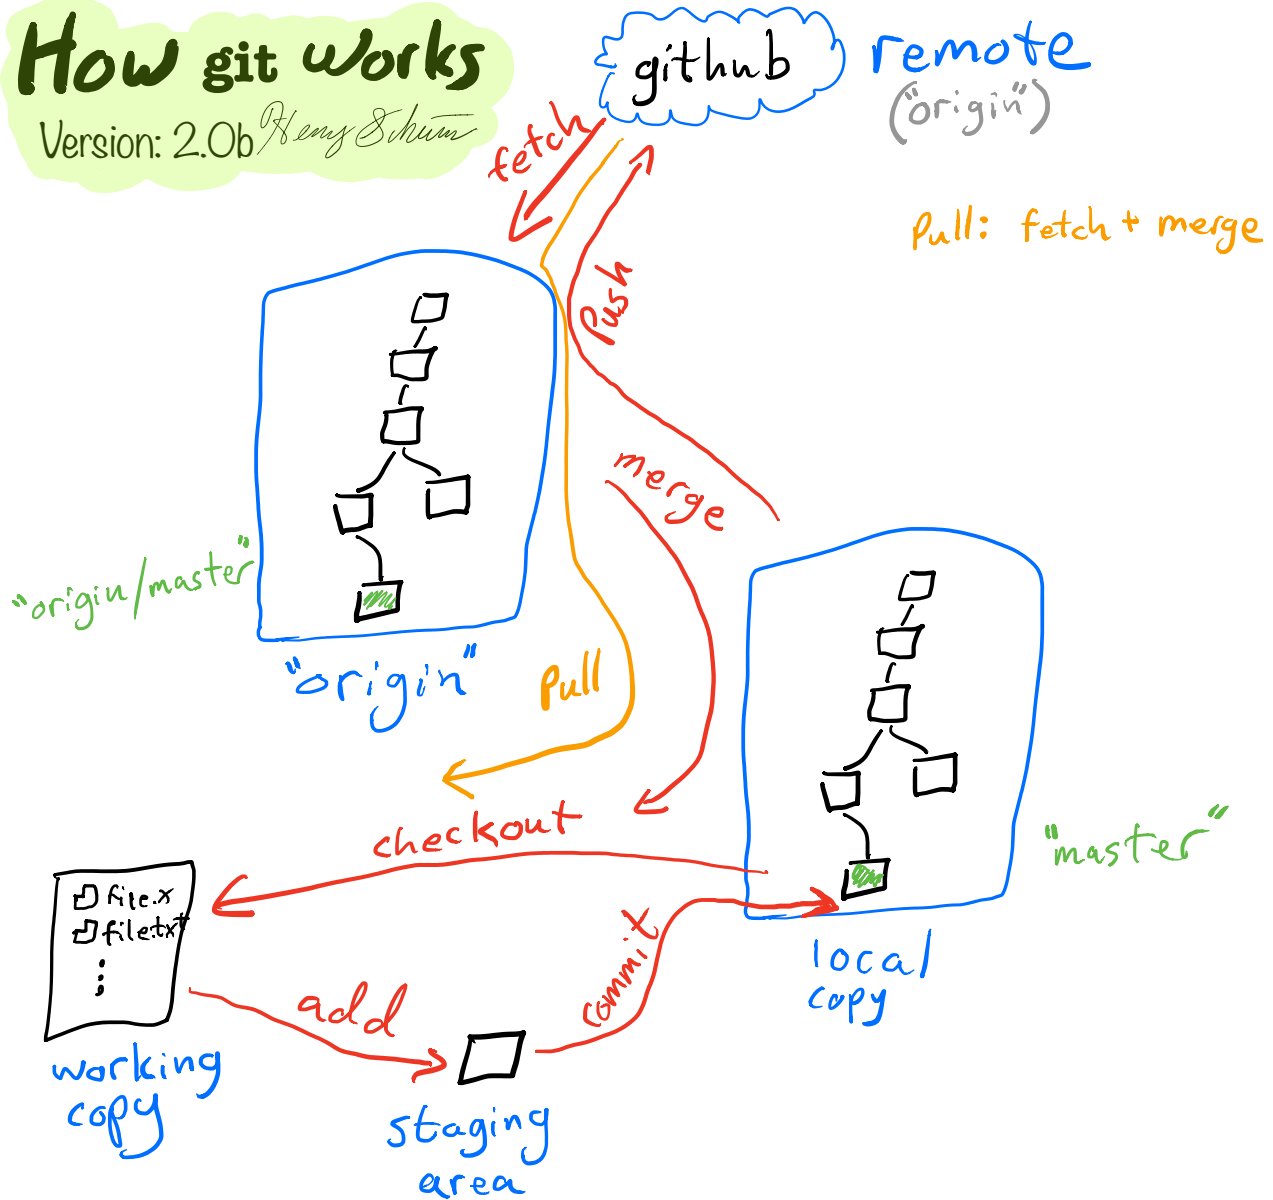 How git works
Version: 2.0b
github
remote
("origin")
fetch
Push
Pull: fetch + merge
merge
"origin/master"
"origin"
Pull
checkout
"master"
file.x
file.txt
add
commit
local
copy
working
copy
staging
area